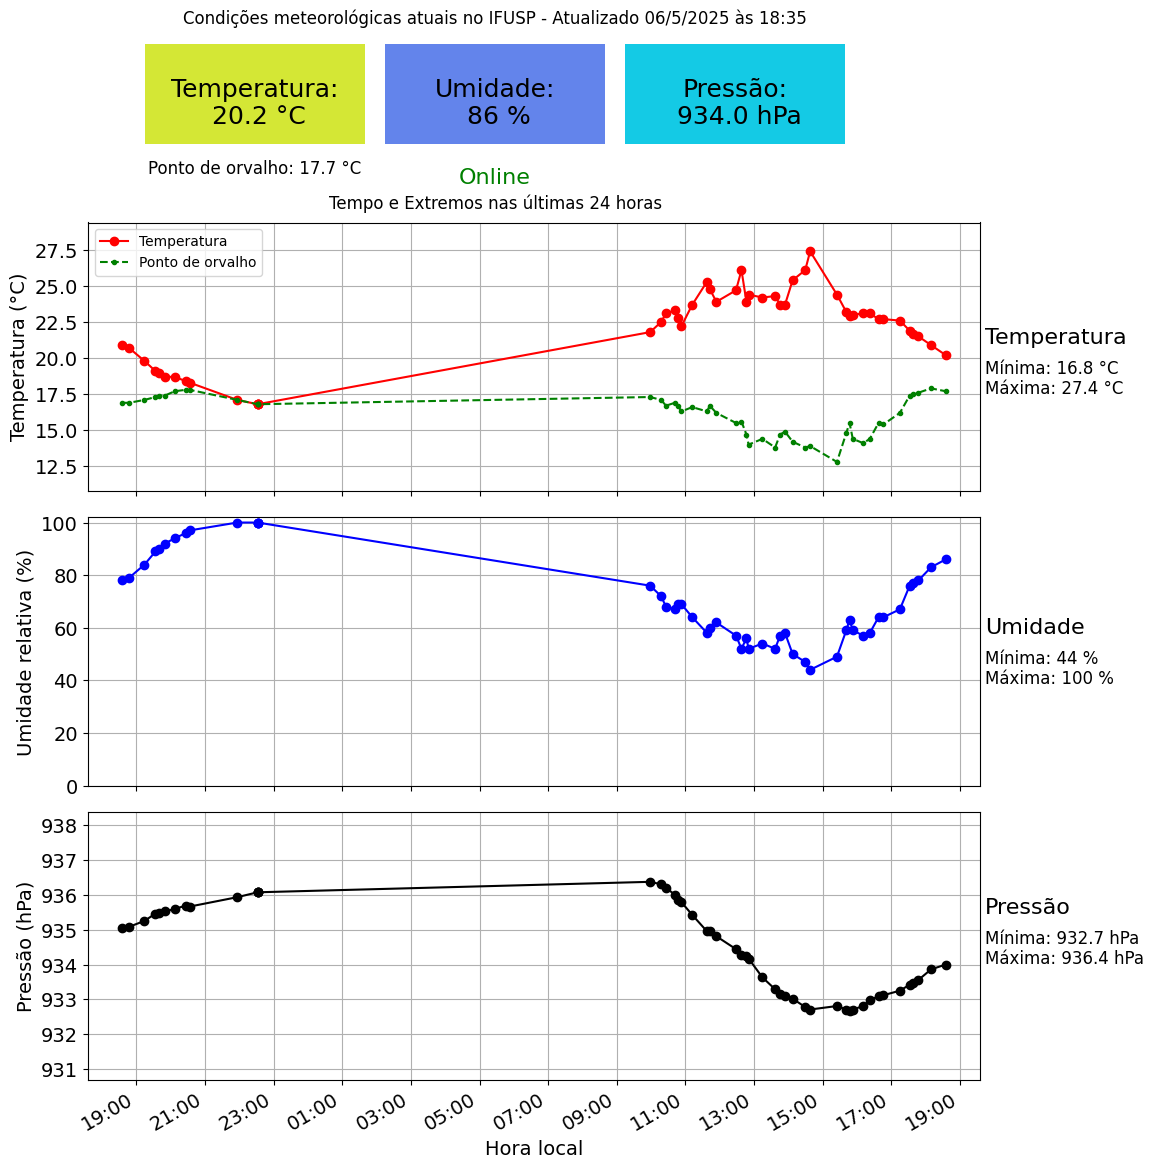 Condições meteorológicas atuais no IFUSP - Atualizado 06/5/2025 às 18:35
Temperatura:
20.2 °C
Umidade:
86 %
Pressão:
934.0 hPa
Ponto de orvalho: 17.7 °C
Online
Tempo e Extremos nas últimas 24 horas
Temperatura (°C)
27.5
25.0
22.5
20.0
17.5
15.0
12.5
Temperatura
Ponto de orvalho
Temperatura
Mínima: 16.8 °C
Máxima: 27.4 °C
Umidade relativa (%)
100
80
60
40
20
0
Umidade
Mínima: 44 %
Máxima: 100 %
Pressão (hPa)
938
937
936
935
934
933
932
931
Pressão
Mínima: 932.7 hPa
Máxima: 936.4 hPa
19:00
21:00
23:00
01:00
03:00
05:00
07:00
09:00
11:00
13:00
15:00
17:00
19:00
Hora local